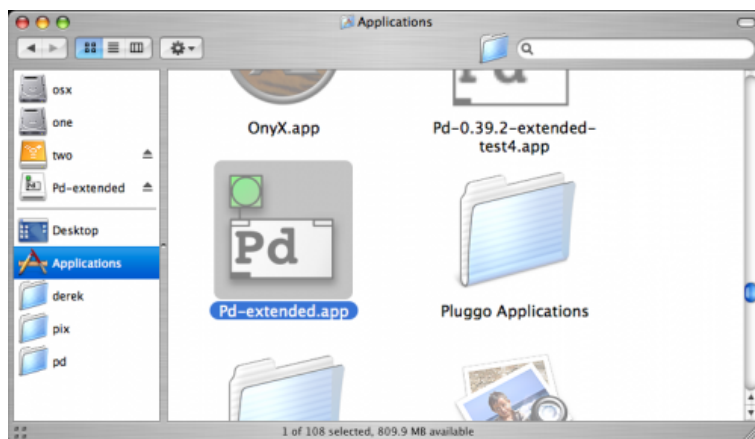 Applications
osx
one
two
Pd-extended
Desktop
Applications
derek
pix
pd
OnyX.app
Pd-0.39.2-extended-
test4.app
Pd
Pd-extended.app
Pluggo Applications
1 of 108 selected, 809.9 MB available